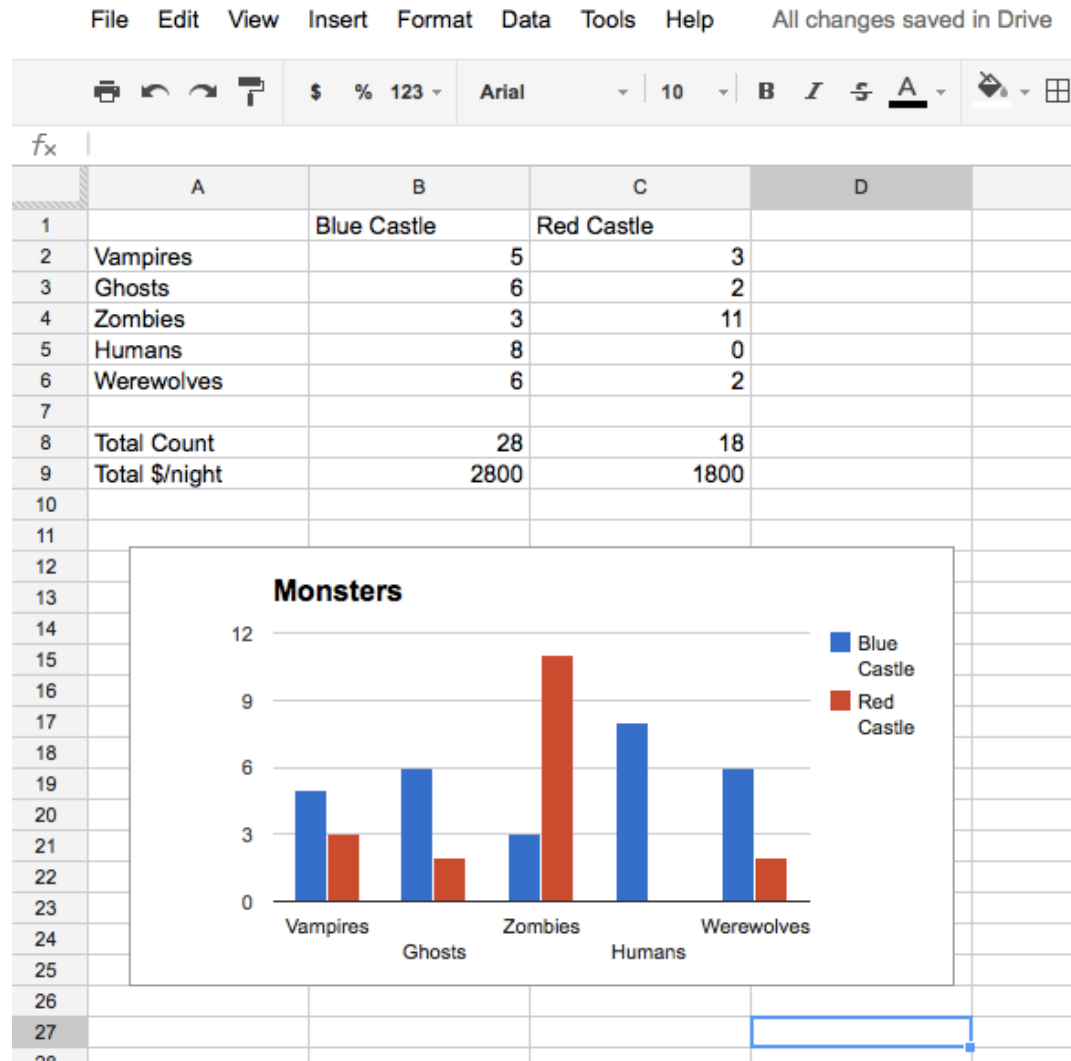 File Edit View Insert Format Data Tools Help All changes saved in Drive
$ % 123 Arial 10 B I S A
fx
A B C D
1 Blue Castle Red Castle
2 Vampires 5 3
3 Ghosts 6 2
4 Zombies 3 11
5 Humans 8 0
6 Werewolves 6 2
7
8 Total Count 28 18
9 Total $/night 2800 1800
10
11
12
13
14
15
16
17
18
19
20
21
22
23
24
25
26
27
28
Monsters
12
9
6
3
0
Vampires
Ghosts
Zombies
Humans
Werewolves
Blue
Castle
Red
Castle